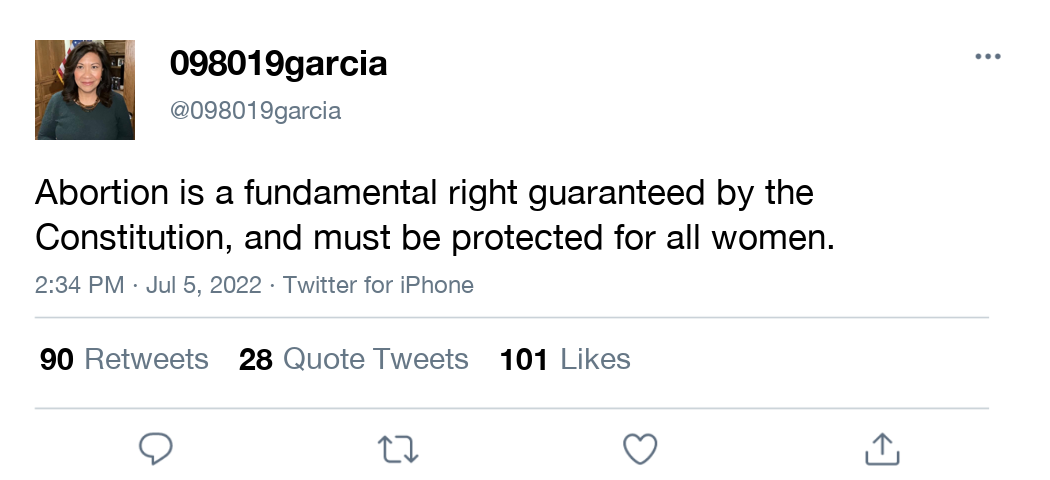 098019garcia
@098019garcia
Abortion is a fundamental right guaranteed by the
Constitution, and must be protected for all women.
2:34 PM · Jul 5, 2022 · Twitter for iPhone
90 Retweets 28 Quote Tweets 101 Likes